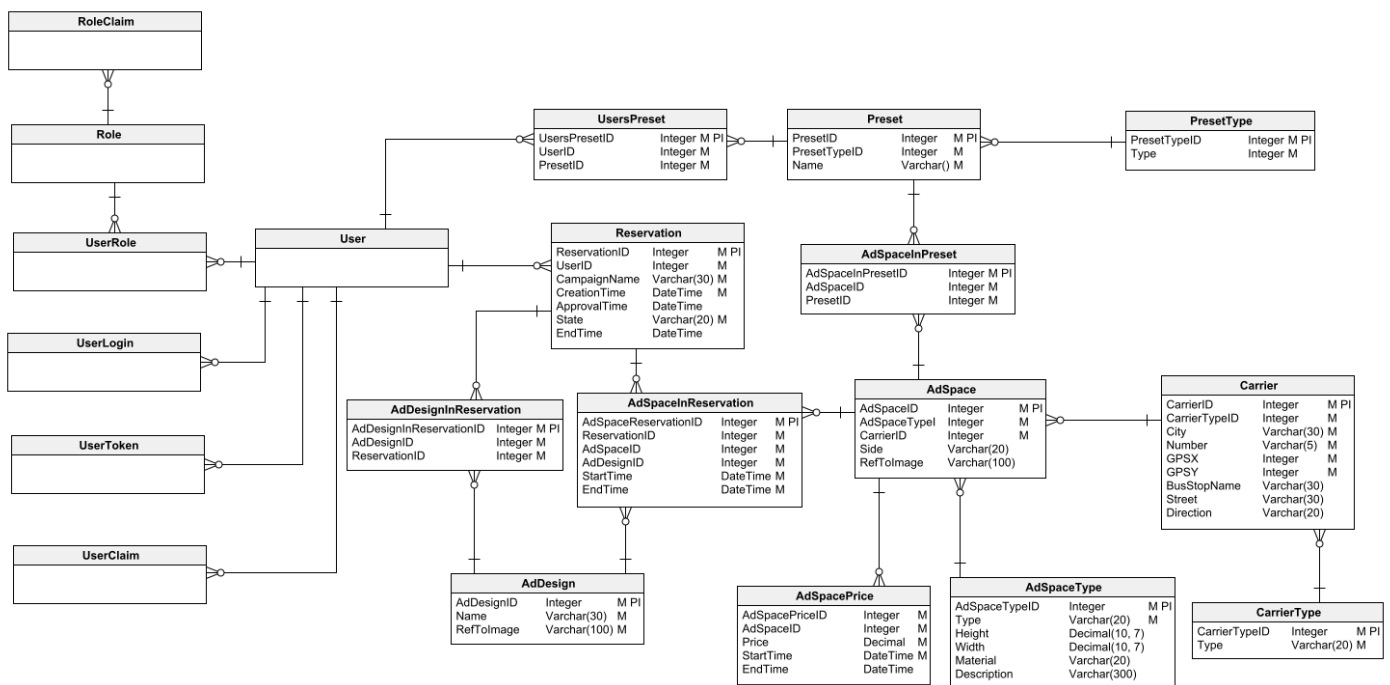 RoleClaim
Role
UserRole
User
UserLogin
UserToken
UserClaim
UsersPreset
UsersPresetID Integer M PI
UserID Integer M
PresetID Integer M
Preset
PresetID Integer M PI
PresetTypeID Integer M
Name Varchar() M
PresetType
PresetTypeID Integer M PI
Type Integer M
Reservation
ReservationID Integer M PI
UserID Integer M
CampaignName Varchar(30) M
CreationTime DateTime M
ApprovalTime DateTime
State Varchar(20) M
EndTime DateTime
AdSpaceInPreset
AdSpaceInPresetID Integer M PI
AdSpaceID Integer M
PresetID Integer M
AdDesignInReservation
AdDesignInReservationID Integer M PI
AdDesignID Integer M
ReservationID Integer M
AdSpaceInReservation
AdSpaceReservationID Integer M PI
ReservationID Integer M
AdSpaceID Integer M
AdDesignID Integer M
StartTime DateTime M
EndTime DateTime M
AdSpace
AdSpaceID Integer M PI
AdSpaceTypeI Integer M
CarrierID Integer M
Side Varchar(20)
RefToImage Varchar(100)
Carrier
CarrierID Integer M PI
CarrierTypeID Integer M
City Varchar(30) M
Number Varchar(5) M
GPSX Integer M
GPSY Integer M
BusStopName Varchar(30)
Street Varchar(30)
Direction Varchar(20)
AdDesign
AdDesignID Integer M PI
Name Varchar(30) M
RefToImage Varchar(100) M
AdSpacePrice
AdSpacePriceID Integer M PI
AdSpaceID Integer M
Price Decimal M
StartTime DateTime M
EndTime DateTime
AdSpaceType
AdSpaceTypeID Integer M PI
Type Varchar(20) M
Height Decimal(10, 7)
Width Decimal(10, 7)
Material Varchar(20)
Description Varchar(300)
CarrierType
CarrierTypeID Integer M PI
Type Varchar(20) M